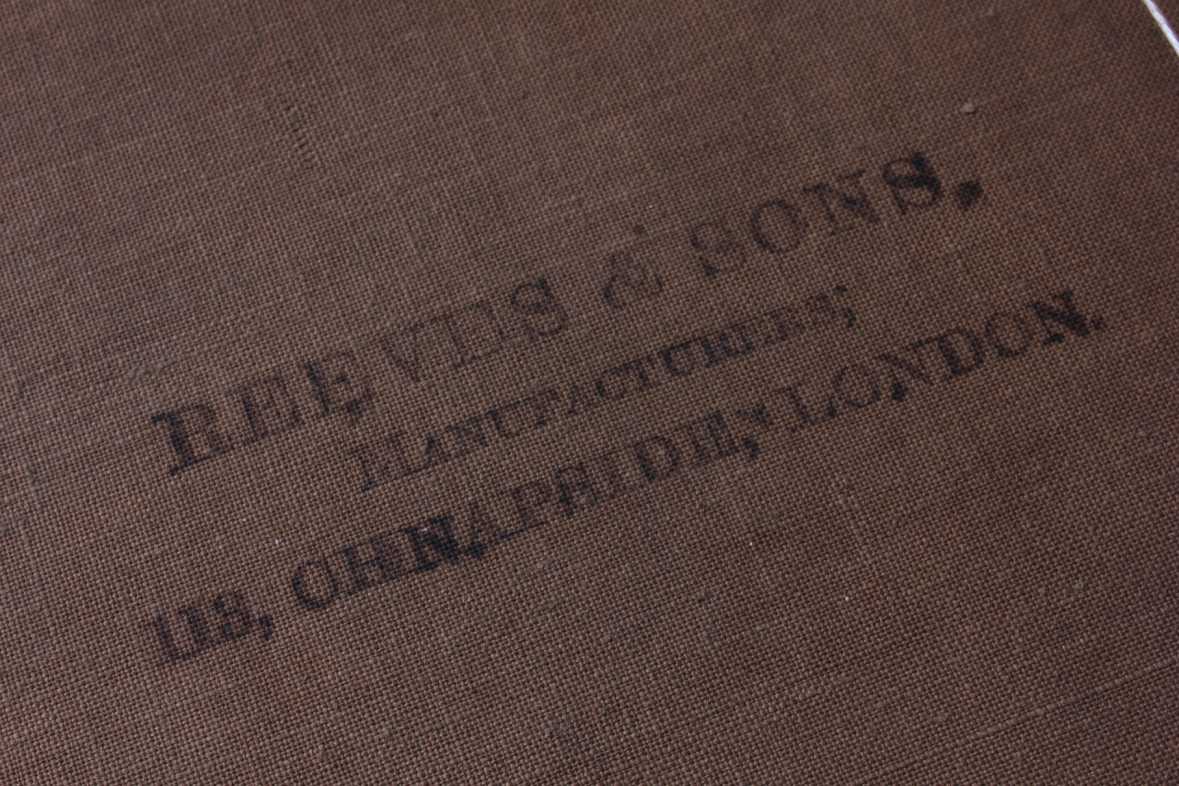 REEVES & SONS.
MANUFACTURERS,
113, CHEAPSIDE, LONDON.